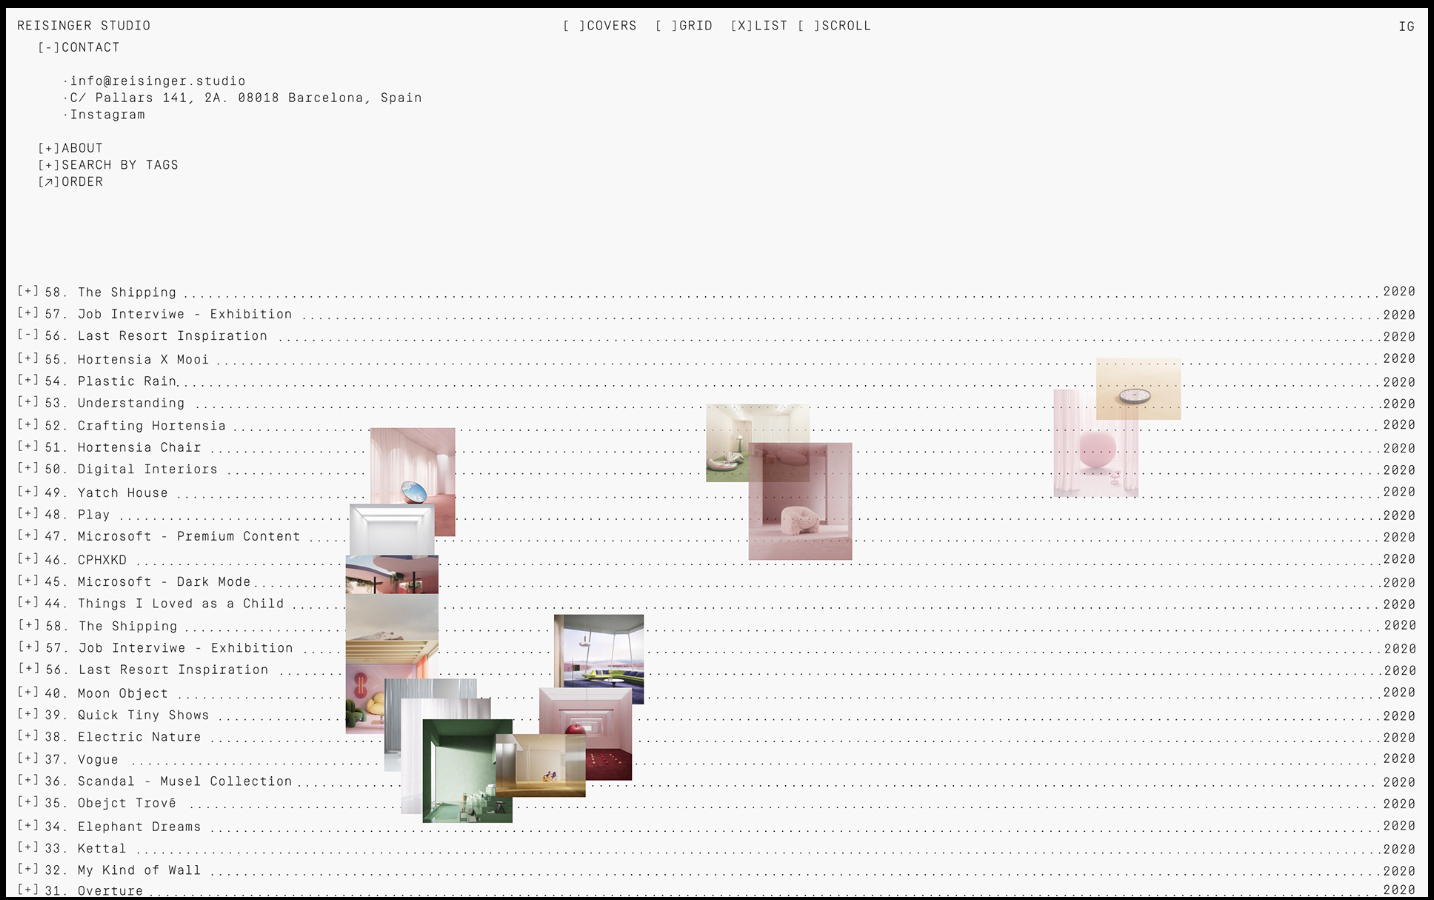 REISINGER STUDIO [ ]COVERS [ ]GRID [X]LIST [ ]SCROLL IG
[-]CONTACT
·info@reisinger.studio
·C/ Pallars 141, 2A. 08018 Barcelona, Spain
·Instagram
[+]ABOUT
[+]SEARCH BY TAGS
[↗]ORDER
[+] 58. The Shipping 2020
[+] 57. Job Interviwe - Exhibition 2020
[-] 56. Last Resort Inspiration 2020
[+] 55. Hortensia X Mooi 2020
[+] 54. Plastic Rain 2020
[+] 53. Understanding 2020
[+] 52. Crafting Hortensia 2020
[+] 51. Hortensia Chair 2020
[+] 50. Digital Interiors 2020
[+] 49. Yatch House 2020
[+] 48. Play 2020
[+] 47. Microsoft - Premium Content 2020
[+] 46. CPHXKD 2020
[+] 45. Microsoft - Dark Mode 2020
[+] 44. Things I Loved as a Child 2020
[+] 58. The Shipping 2020
[+] 57. Job Interviwe - Exhibition 2020
[+] 56. Last Resort Inspiration 2020
[+] 40. Moon Object 2020
[+] 39. Quick Tiny Shows 2020
[+] 38. Electric Nature 2020
[+] 37. Vogue 2020
[+] 36. Scandal - Musel Collection 2020
[+] 35. Obejct Trovē 2020
[+] 34. Elephant Dreams 2020
[+] 33. Kettal 2020
[+] 32. My Kind of Wall 2020
[+] 31. Overture 2020